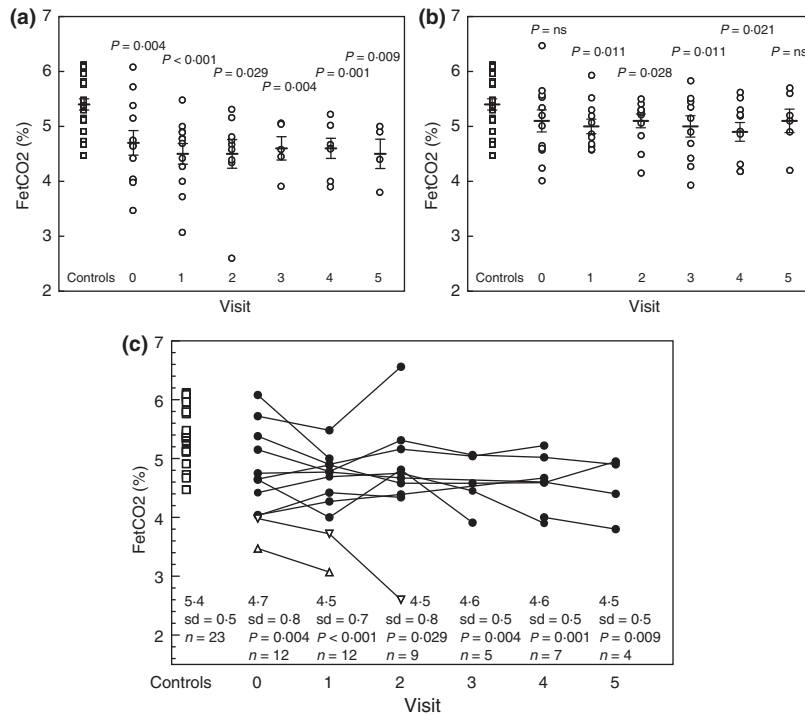 (a)
7
6
5
4
3
2
FetCO2 (%)
P = 0·004
P < 0·001
P = 0·029
P = 0·004
P = 0·001
P = 0·009
Controls 0 1 2 3 4 5
Visit
(b)
7
6
5
4
3
2
FetCO2 (%)
P = ns
P = 0·011
P = 0·028
P = 0·011
P = 0·021
P = ns
Controls 0 1 2 3 4 5
Visit
(c)
7
6
5
4
3
2
FetCO2 (%)
5·4 4·7 4·5 4·5 4·6 4·6 4·5
sd = 0·5 sd = 0·8 sd = 0·7 sd = 0·8 sd = 0·5 sd = 0·5 sd = 0·5
n = 23 P = 0·004 P < 0·001 P = 0·029 P = 0·004 P = 0·001 P = 0·009
n = 12 n = 12 n = 9 n = 5 n = 7 n = 4
Controls 0 1 2 3 4 5
Visit